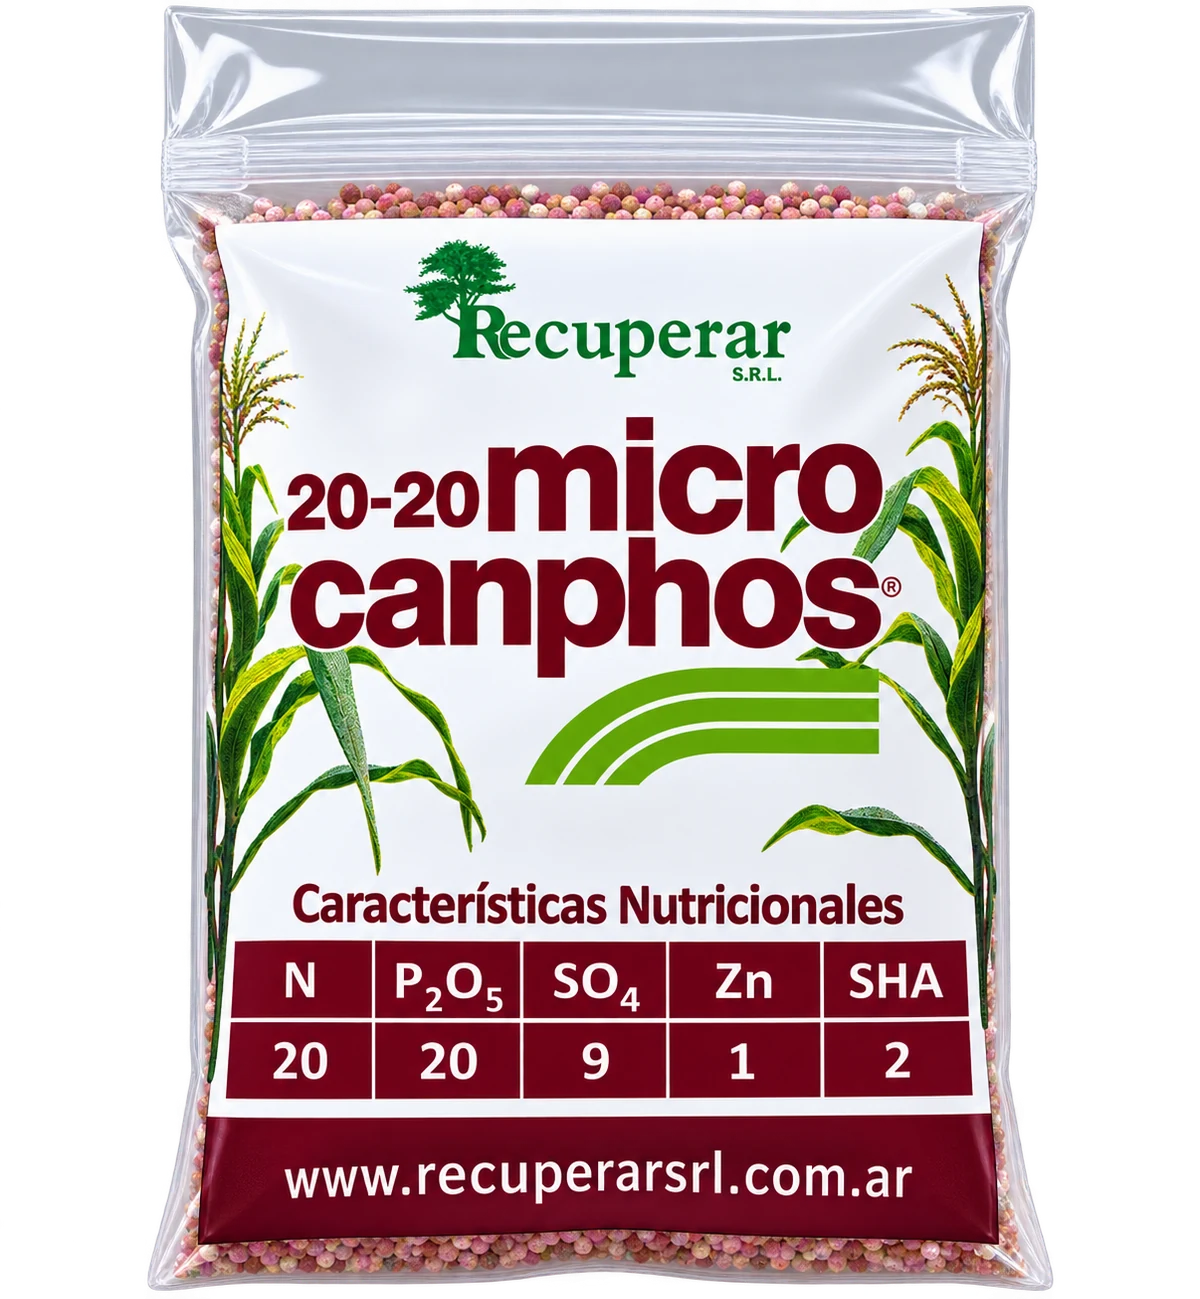 Recuperar
S.R.L.
20-20 micro
canphos®
Características Nutricionales
N P₂O₅ SO₄ Zn SHA
20 20 9 1 2
www.recuperarsrl.com.ar